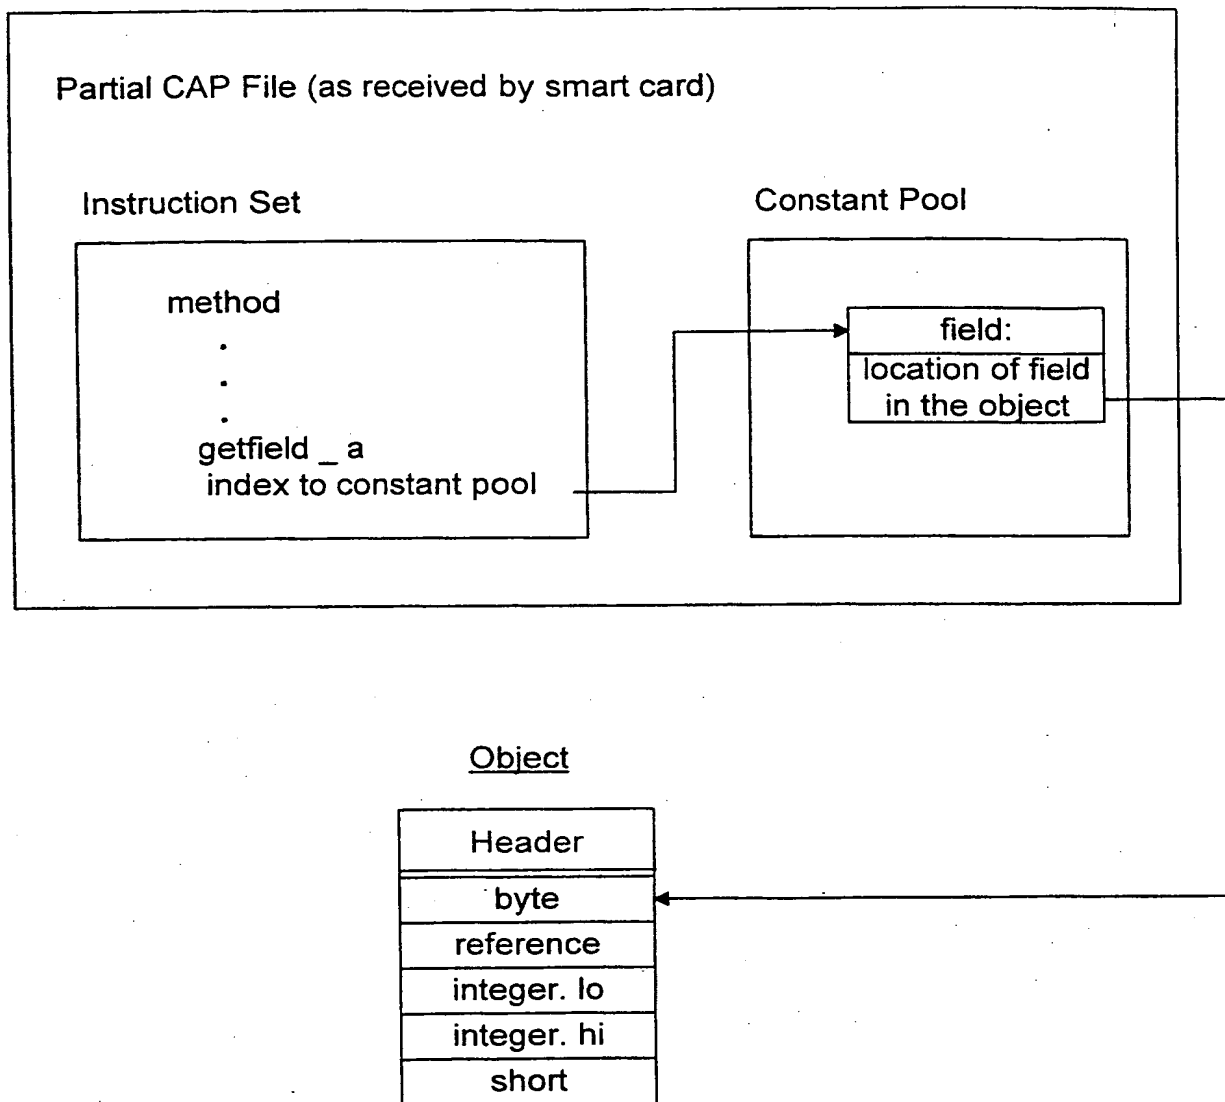 Partial CAP File (as received by smart card)
Instruction Set
method
.
.
.
getfield _ a
index to constant pool
Constant Pool
field:
location of field
in the object
Object
Header
byte
reference
integer. lo
integer. hi
short